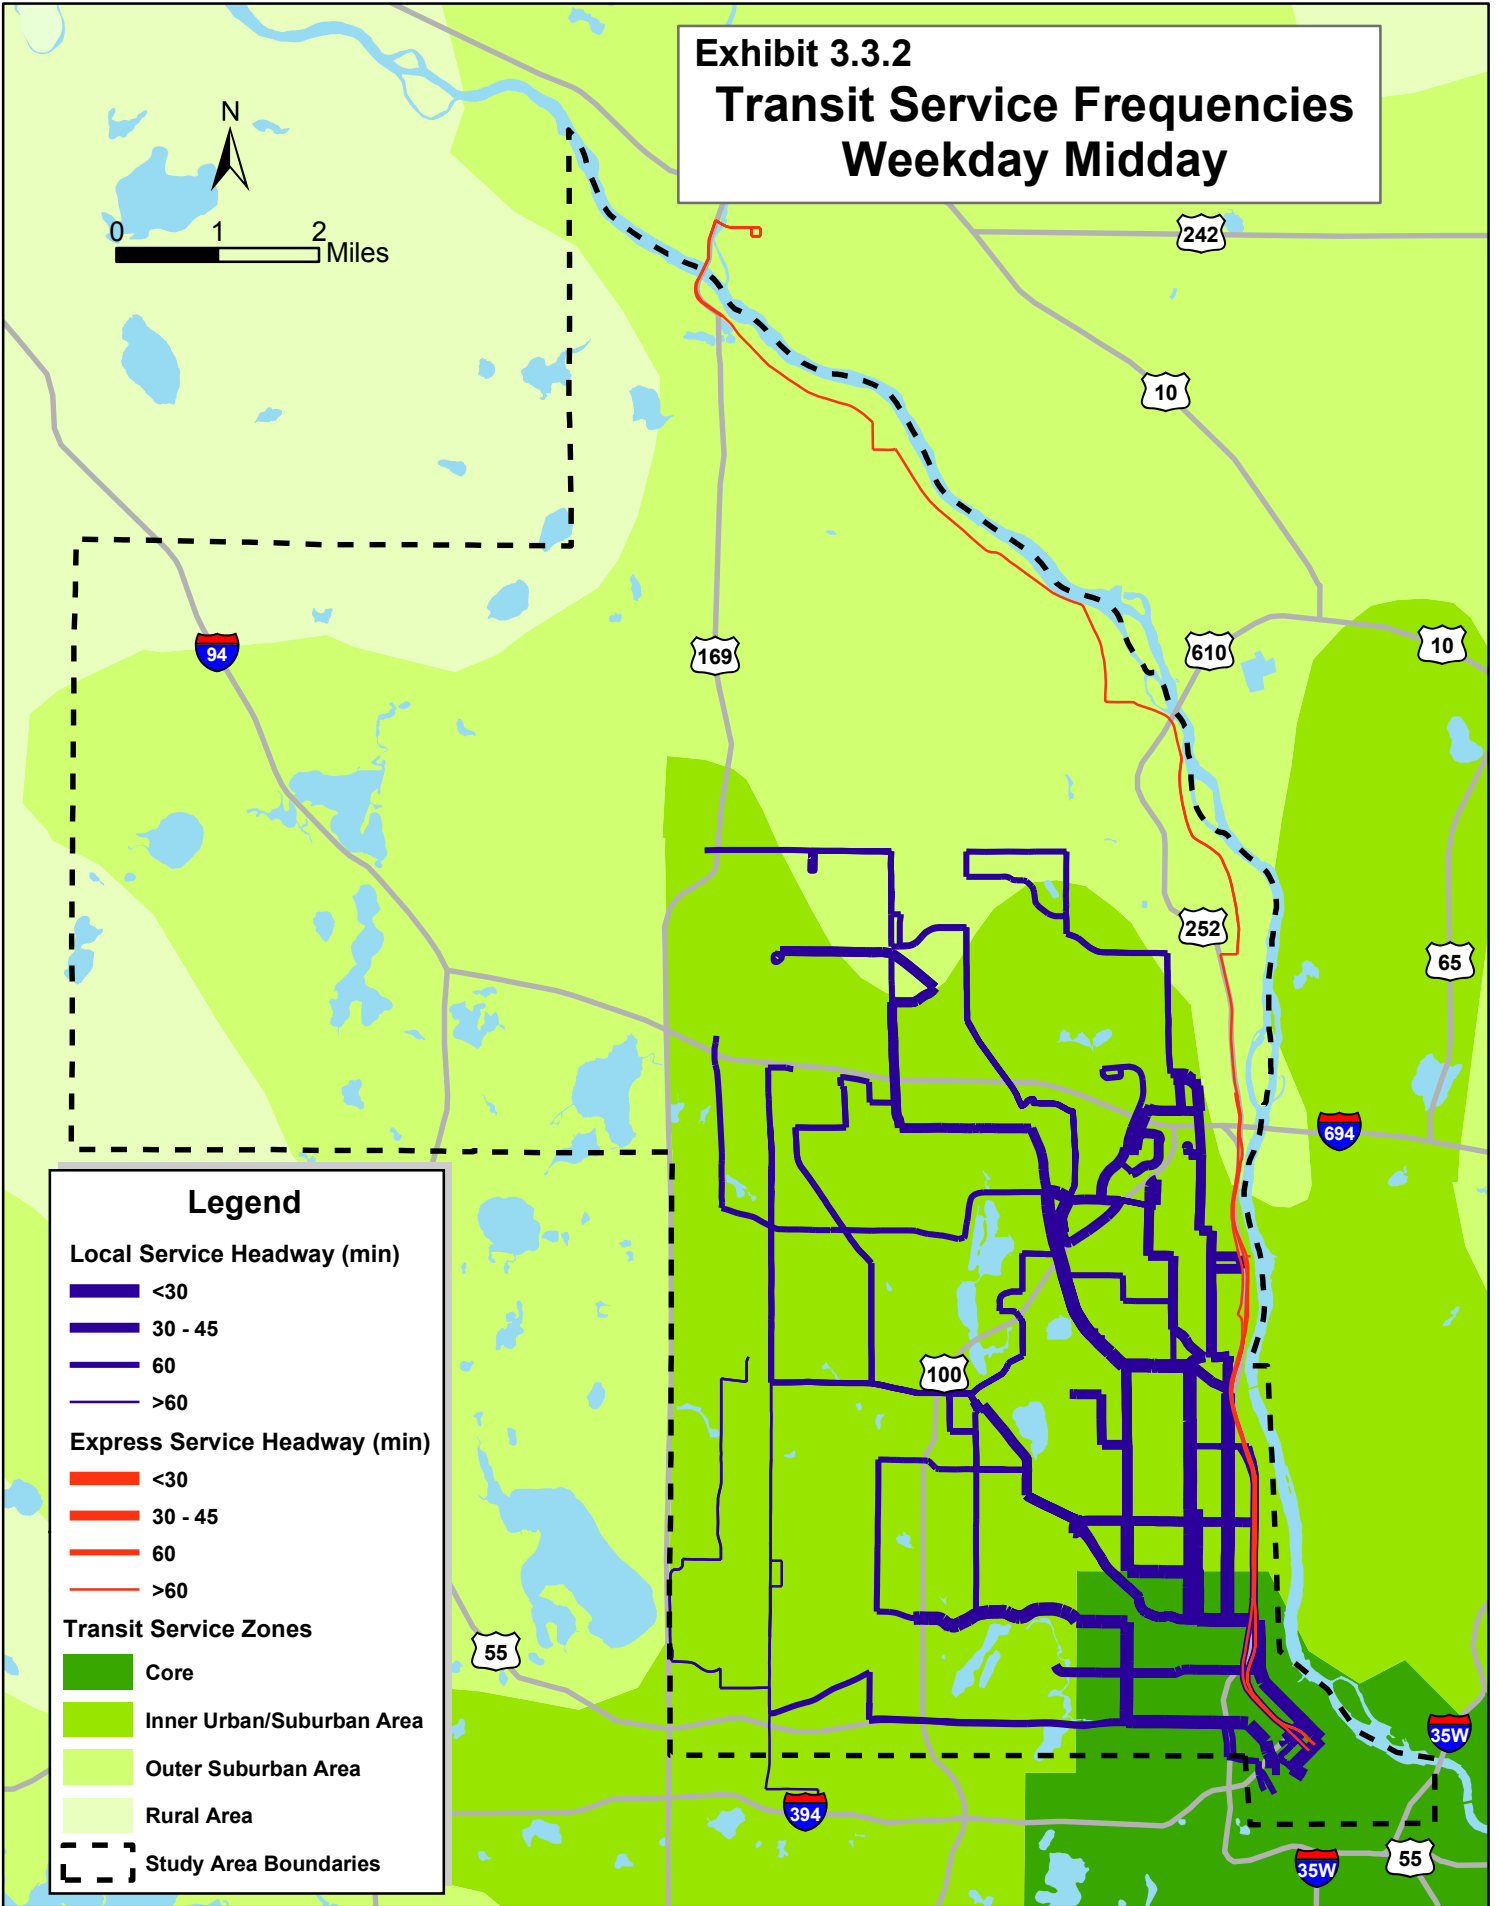 Exhibit 3.3.2
Transit Service Frequencies
Weekday Midday
N
0 1 2
Miles
242
10
94
169
610
10
252
65
694
100
55
35W
394
35W
55
Legend
Local Service Headway (min)
<30
30 - 45
60
>60
Express Service Headway (min)
<30
30 - 45
60
>60
Transit Service Zones
Core
Inner Urban/Suburban Area
Outer Suburban Area
Rural Area
Study Area Boundaries